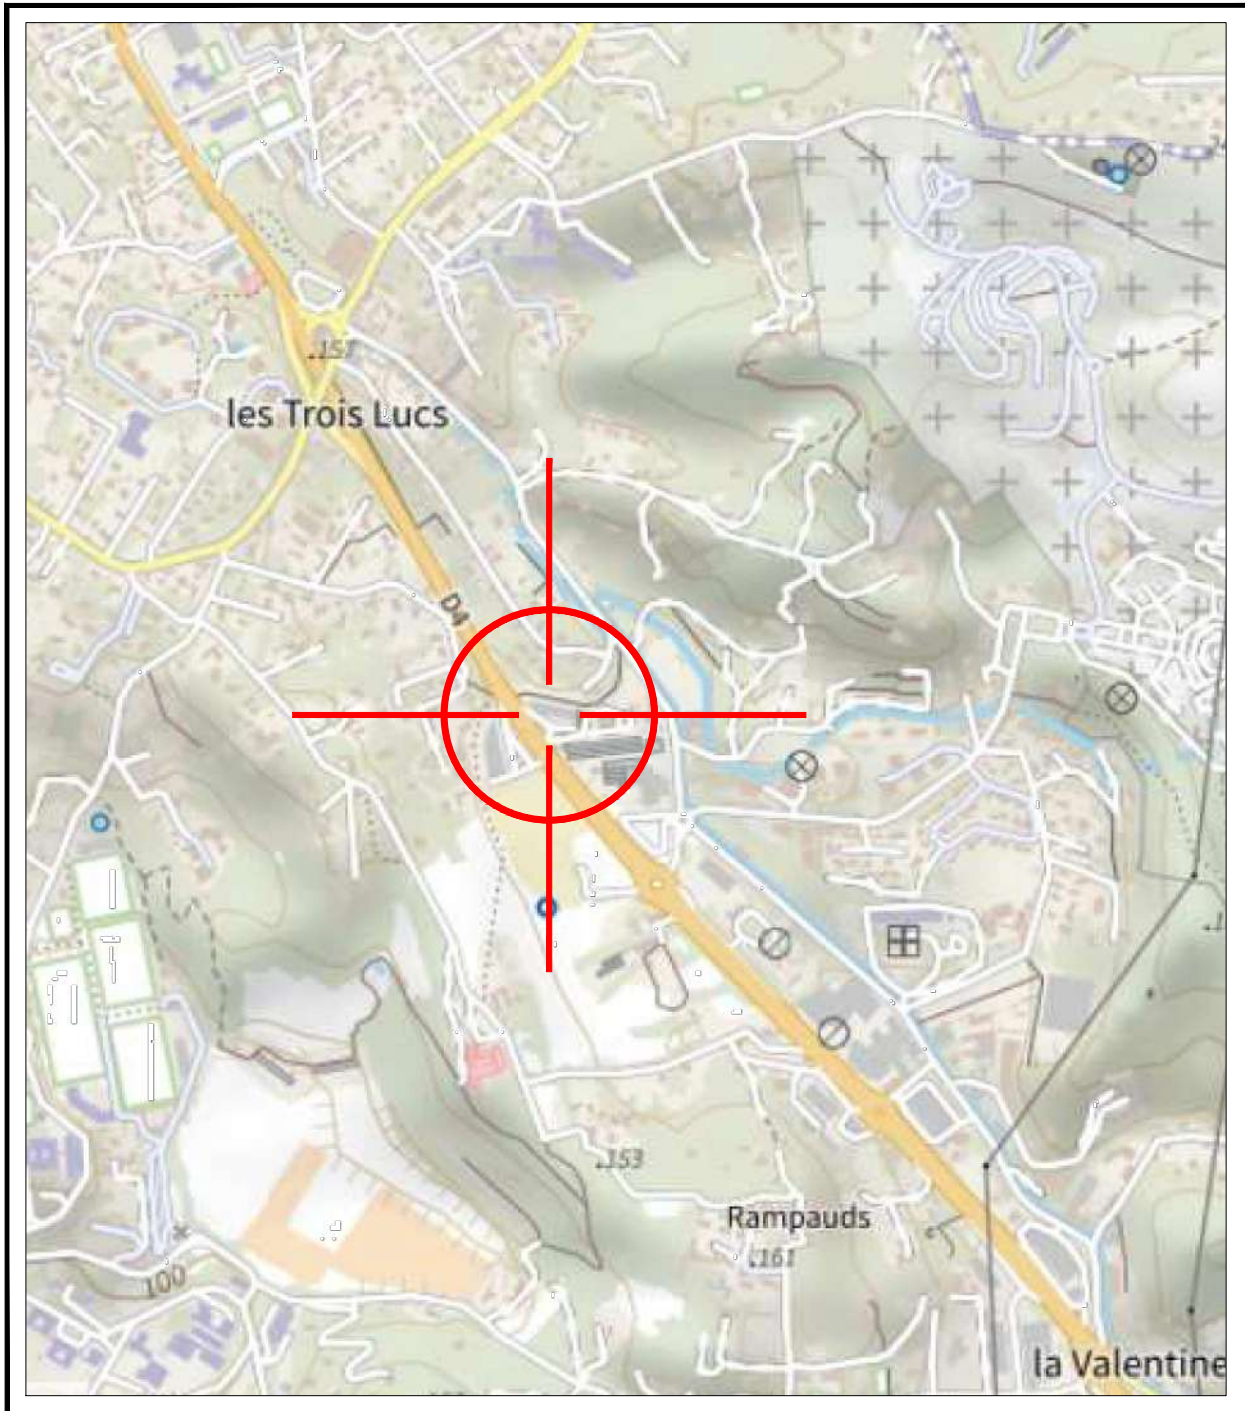 .157
les Trois Lucs
D4
.153
Rampauds
.161
100
la Valentine